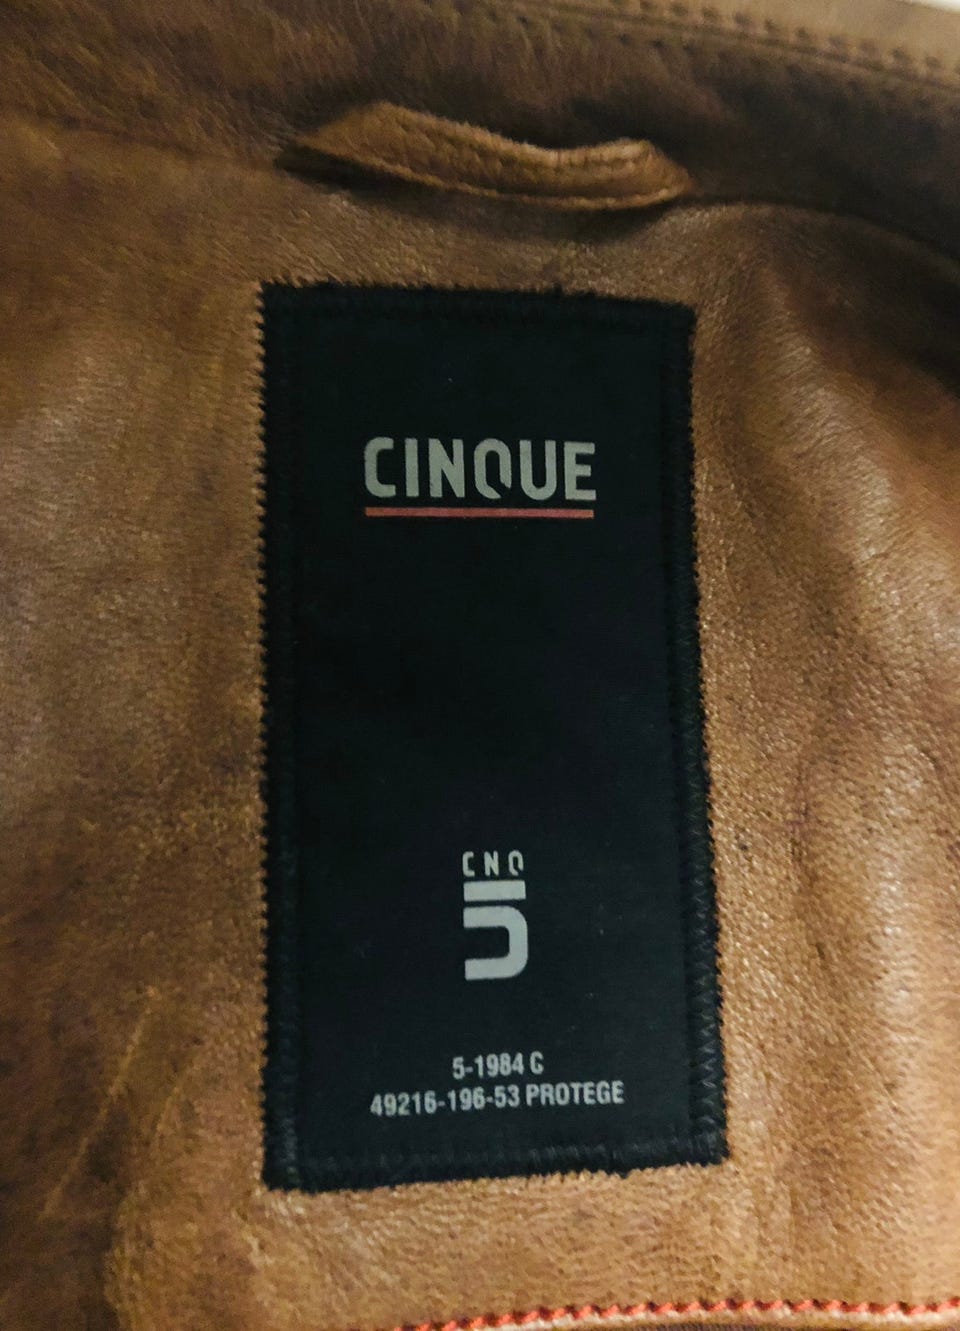 CINQUE
CNQ
5
5-1984 C
49216-196-53 PROTEGE